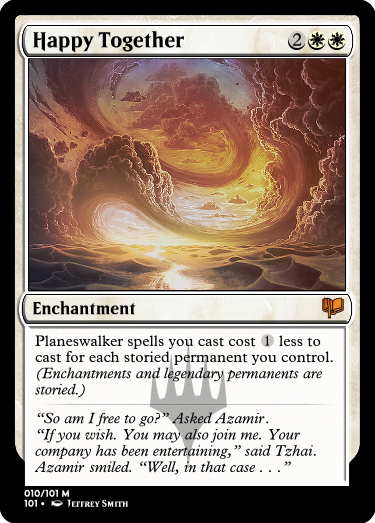 Happy Together 2
Enchantment
Planeswalker spells you cast cost 1 less to
cast for each storied permanent you control.
(Enchantments and legendary permanents are
storied.)
“So am I free to go?” Asked Azamir.
“If you wish. You may also join me. Your
company has been entertaining,” said Tzhai.
Azamir smiled. “Well, in that case . . .”
010/101 M
101 • Jeffrey Smith